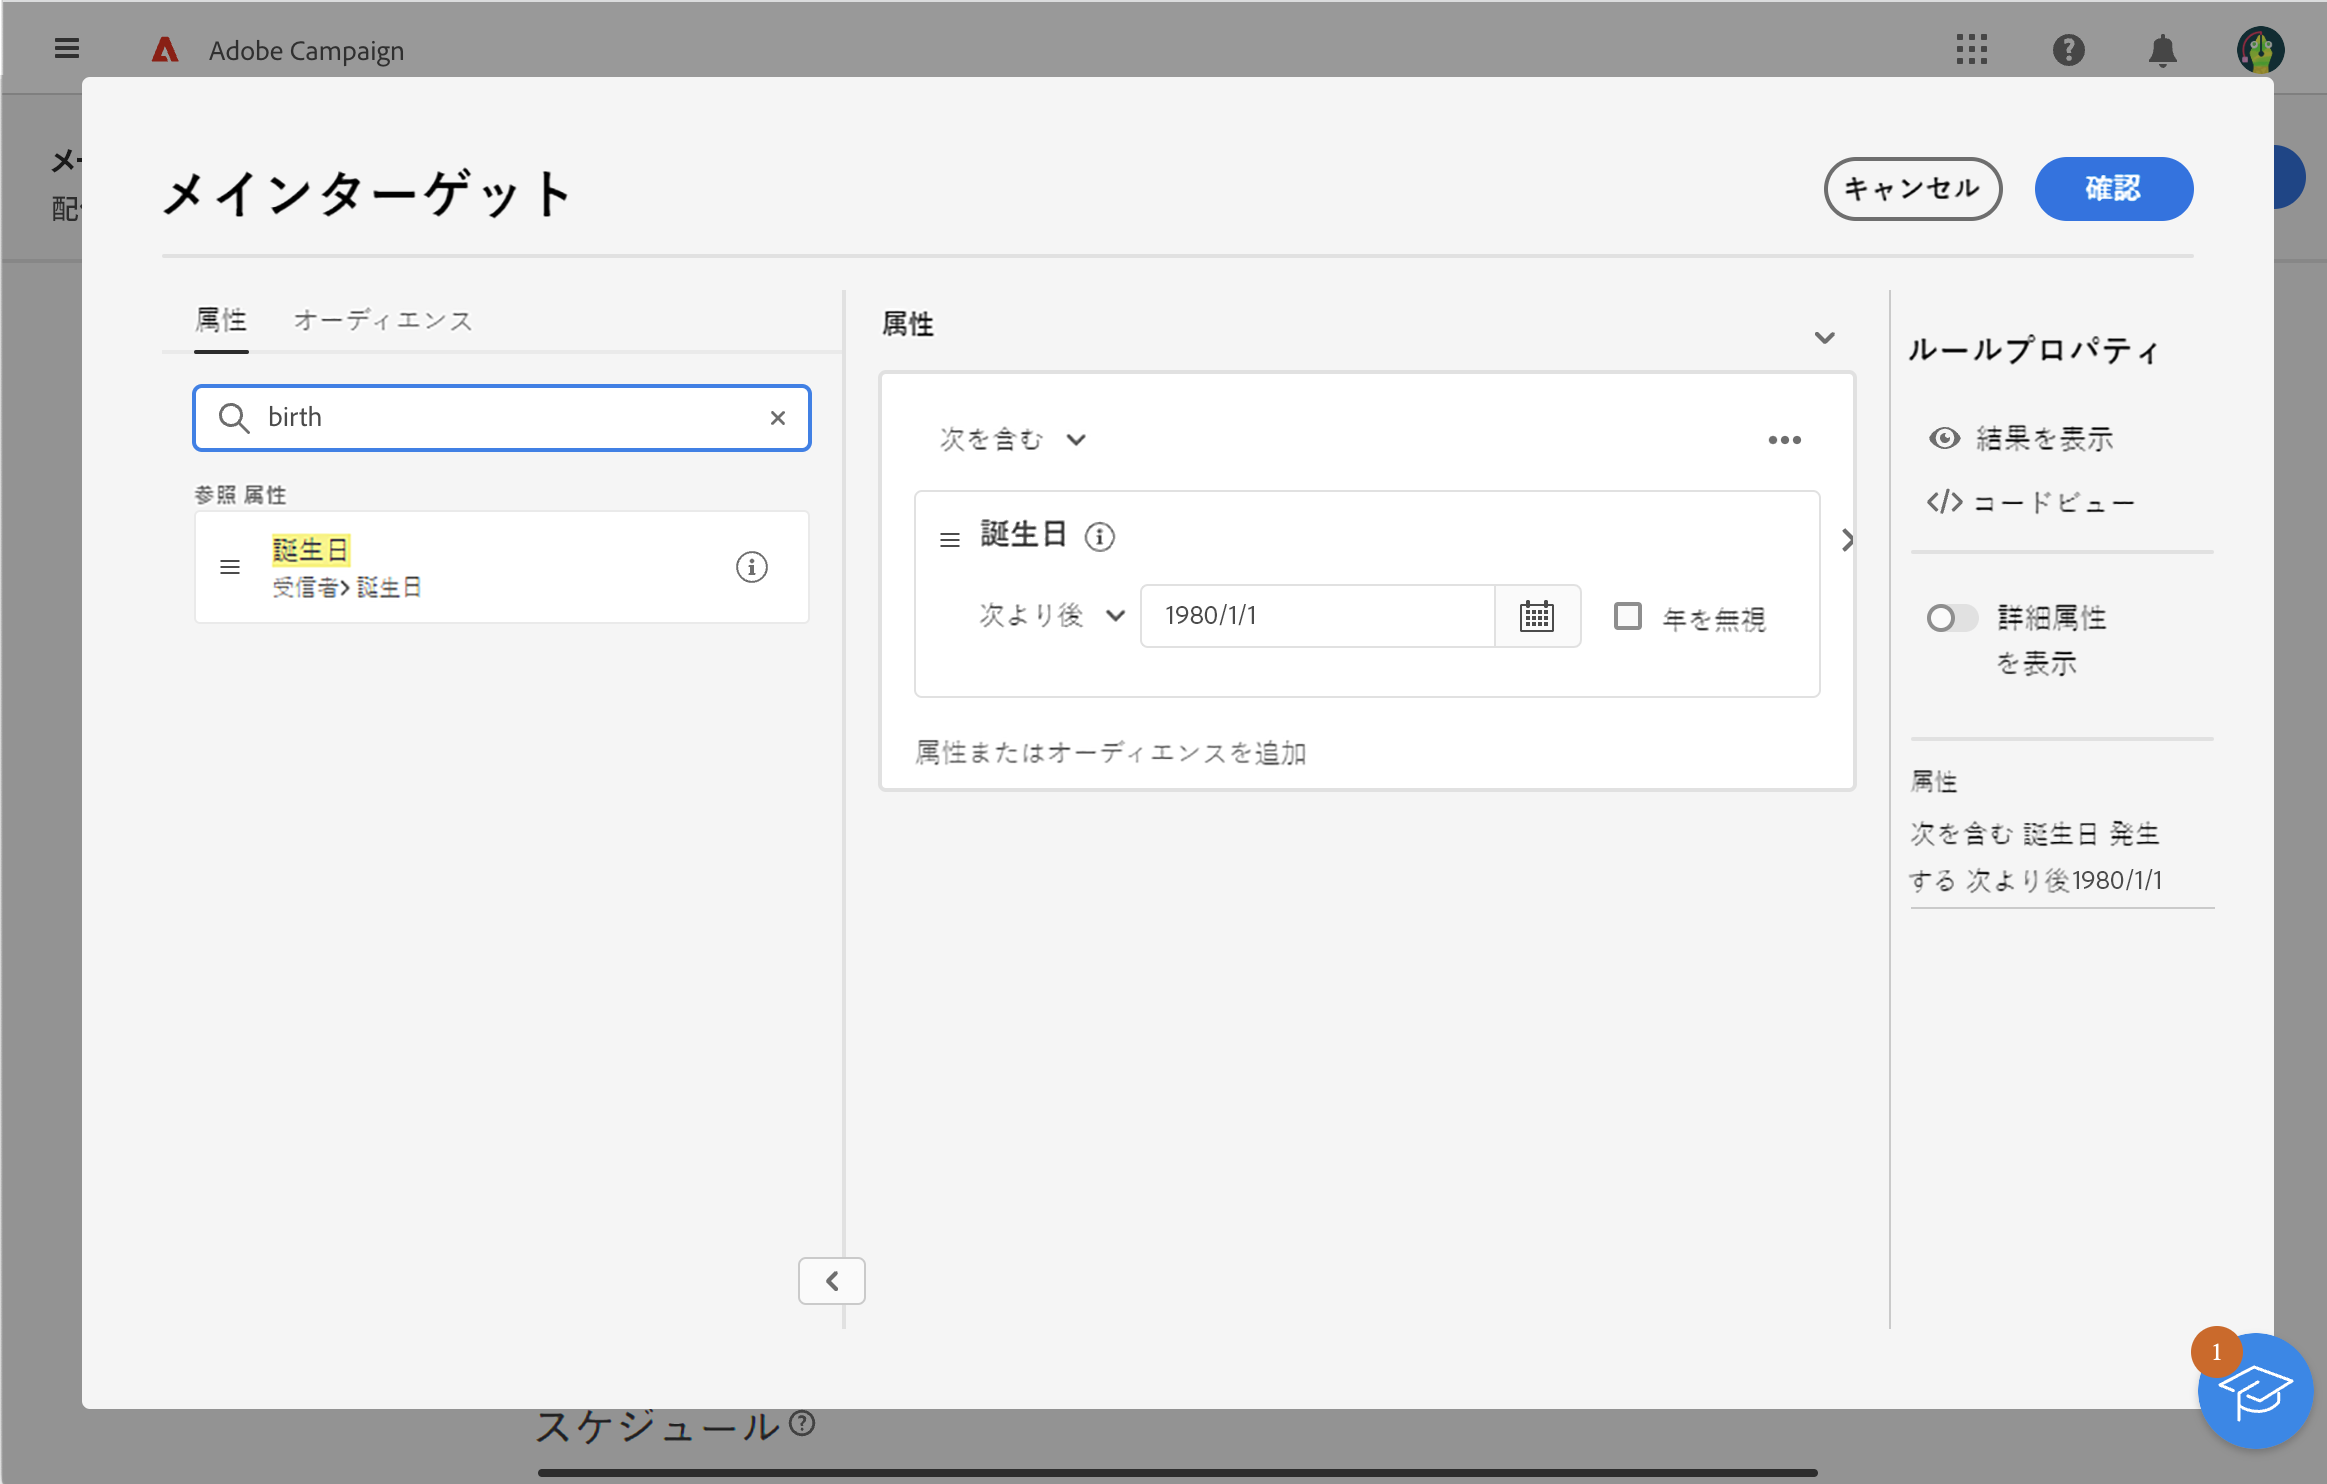 Adobe Campaign
メインターゲット
キャンセル
確認
属性
オーディエンス
birth
参照 属性
誕生日
受信者> 誕生日
属性
次を含む
誕生日
次より後
1980/1/1
年を無視
属性またはオーディエンスを追加
ルールプロパティ
結果を表示
コードビュー
詳細属性
を表示
属性
次を含む 誕生日 発生
する 次より後1980/1/1
1
スケジュール